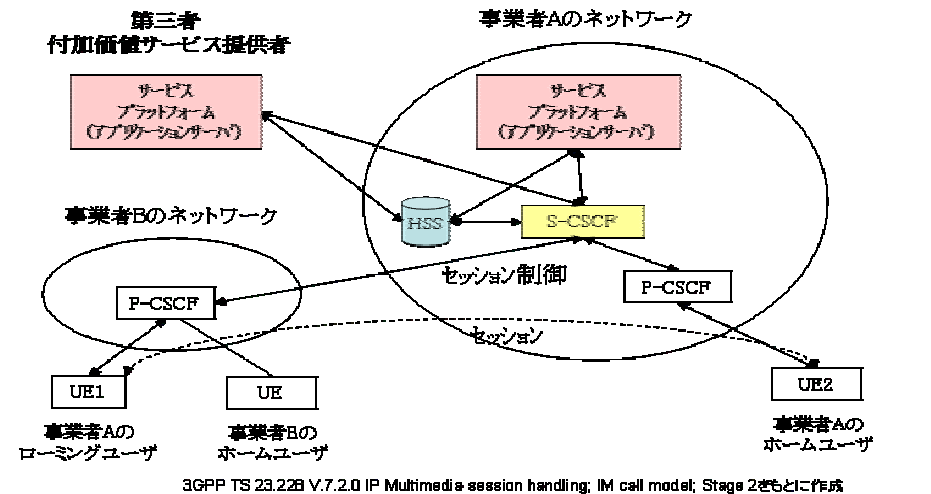 第三者
付加価値サービス提供者
事業者Aのネットワーク
サービス
プラットフォーム
(アプリケーションサーバ)
サービス
プラットフォーム
(アプリケーションサーバ)
事業者Bのネットワーク
HSS
S-CSCF
セッション制御
P-CSCF
P-CSCF
セッション
UE1
UE
UE2
事業者Aの
ローミングユーザ
事業者Bの
ホームユーザ
事業者Aの
ホームユーザ
3GPP TS 23.228 V.7.2.0 IP Multimedia session handling; IM call model; Stage 2をもとに作成